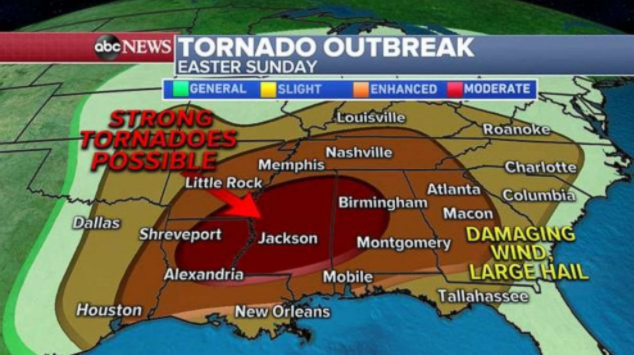 abc NEWS
TORNADO OUTBREAK
EASTER SUNDAY
GENERAL
SLIGHT
ENHANCED
MODERATE
STRONG
TORNADOES
POSSIBLE
Louisville
Roanoke
Nashville
Memphis
Charlotte
Little Rock
Atlanta
Columbia
Birmingham
Macon
Dallas
Shreveport
Jackson
Montgomery
DAMAGING
WIND,
LARGE HAIL
Alexandria
Mobile
Tallahassee
Houston
New Orleans